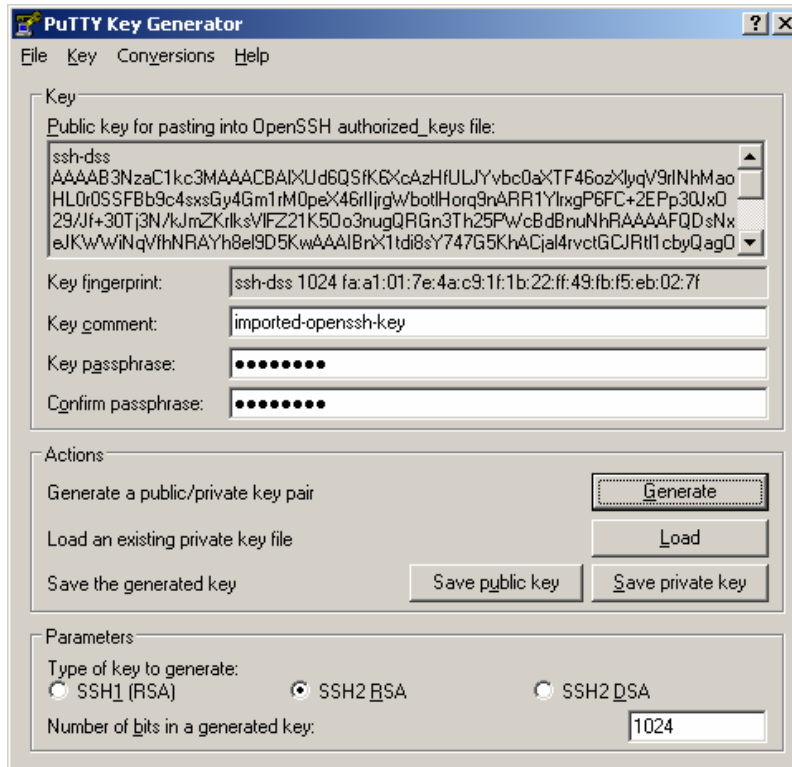 PuTTY Key Generator
File Key Conversions Help
Key
Public key for pasting into OpenSSH authorized_keys file:
ssh-dss
AAAAB3NzaC1kc3MAAACBAIXUd6QSfK6XcAzHfULJYvbc0aXTF46ozXlyqV9rINhMao
HL0r0SSFBb9c4sxsGy4Gm1rM0peX46rlIjrgWbotlHorq9nARR1YlrxgP6FC+2EPp30JxO
29/Jf+30Tj3N/kJmZKrlksVlFZ21K5Oo3nugQRGn3Th25PWcBdBnuNhRAAAAFQDsNx
eJKWWiNqVfhNRAYh8el9D5KwAAAIBnX1tdi8sY747G5KhACjaI4rvctGCJRtI1cbyQagO
Key fingerprint: ssh-dss 1024 fa:a1:01:7e:4a:c9:1f:1b:22:ff:49:fb:f5:eb:02:7f
Key comment: imported-openssh-key
Key passphrase: ●●●●●●●●
Confirm passphrase: ●●●●●●●●
Actions
Generate a public/private key pair Generate
Load an existing private key file Load
Save the generated key Save public key Save private key
Parameters
Type of key to generate:
SSH1 (RSA) SSH2 RSA SSH2 DSA
Number of bits in a generated key: 1024